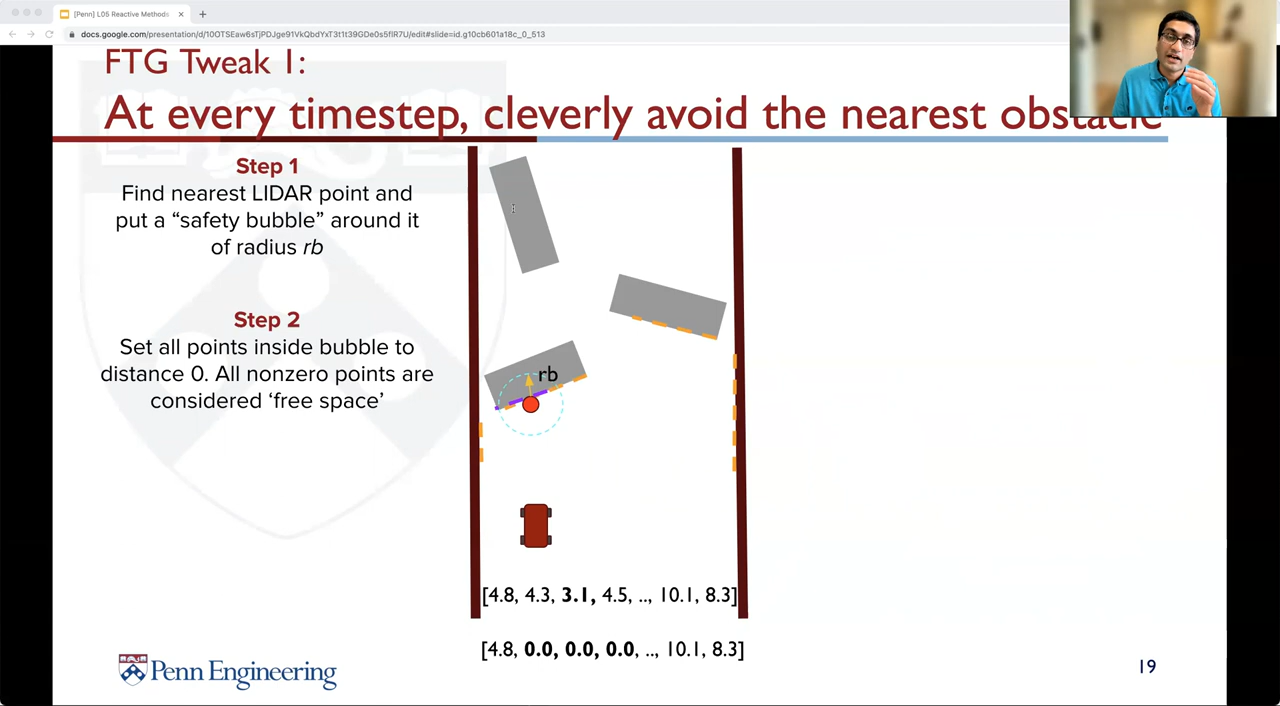 [Penn] L05 Reactive Methods
docs.google.com/presentation/d/10OTSEaw6sTjPDJge91VkQbdYxT3t1t39GDe0s5flR7U/edit#slide=id.g10cb601a18c_0_513
FTG Tweak 1:
At every timestep, cleverly avoid the nearest obstacle
Step 1
Find nearest LIDAR point and
put a “safety bubble” around it
of radius rb
Step 2
Set all points inside bubble to
distance 0. All nonzero points are
considered ‘free space’
rb
[4.8, 4.3, 3.1, 4.5, .., 10.1, 8.3]
[4.8, 0.0, 0.0, 0.0, .., 10.1, 8.3]
Penn Engineering
19